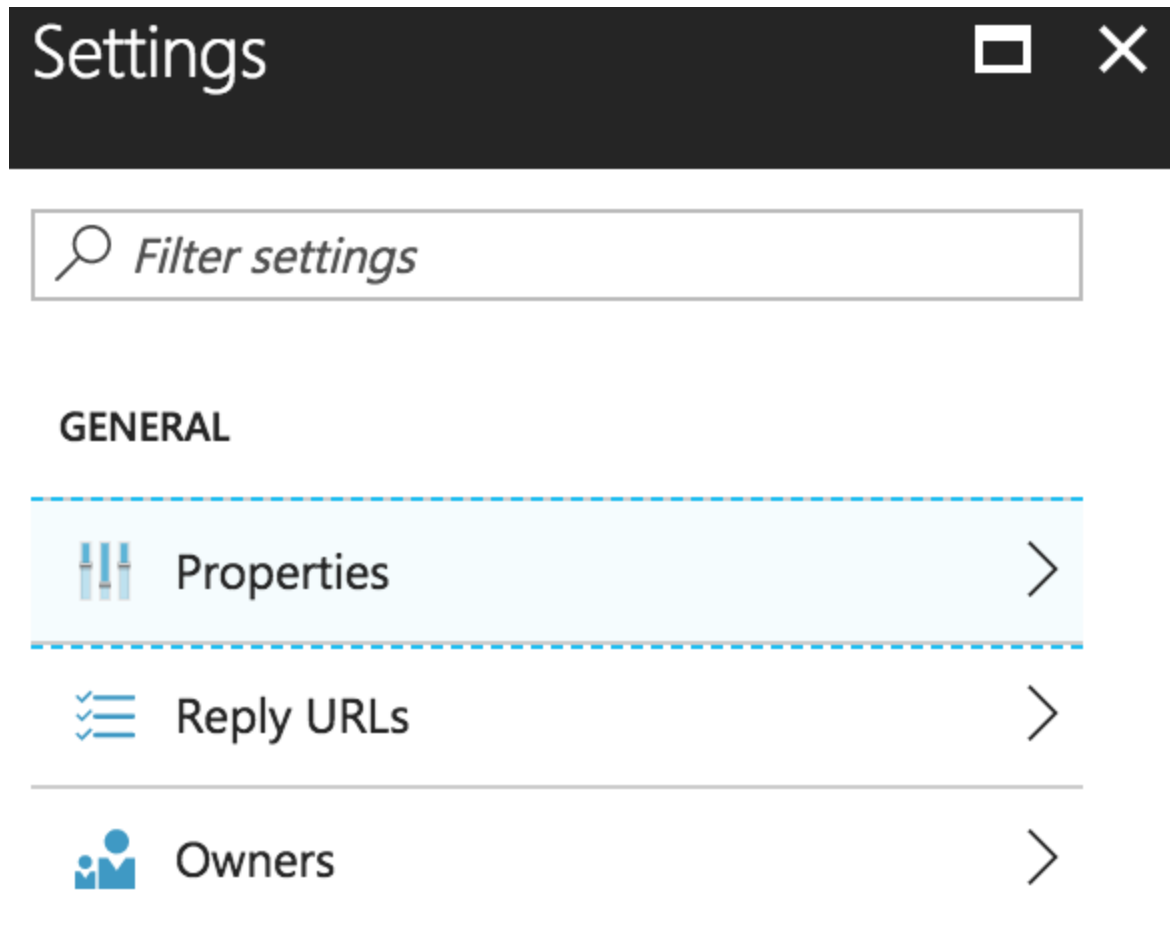 Settings
Filter settings
GENERAL
Properties
Reply URLs
Owners